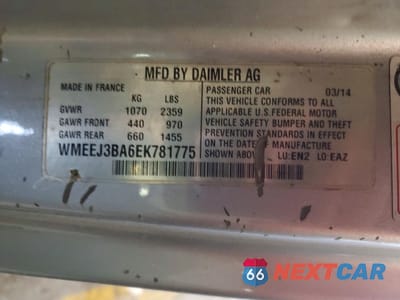 MFD BY DAIMLER AG
MADE IN FRANCE
KG LBS
GVWR 1070 2359
GAWR FRONT 440 970
GAWR REAR 660 1455
WMEEJ3BA6EK781775
PASSENGER CAR 03/14
THIS VEHICLE CONFORMS TO ALL
APPLICABLE U.S.FEDERAL MOTOR
VEHICLE SAFETY BUMPER AND THEFT
PREVENTION STANDARDS IN EFFECT
ON THE DATE OF MANUFACTURE
SHOWN ABOVE LU:EN2 LO:EAZ
66 NEXTCAR